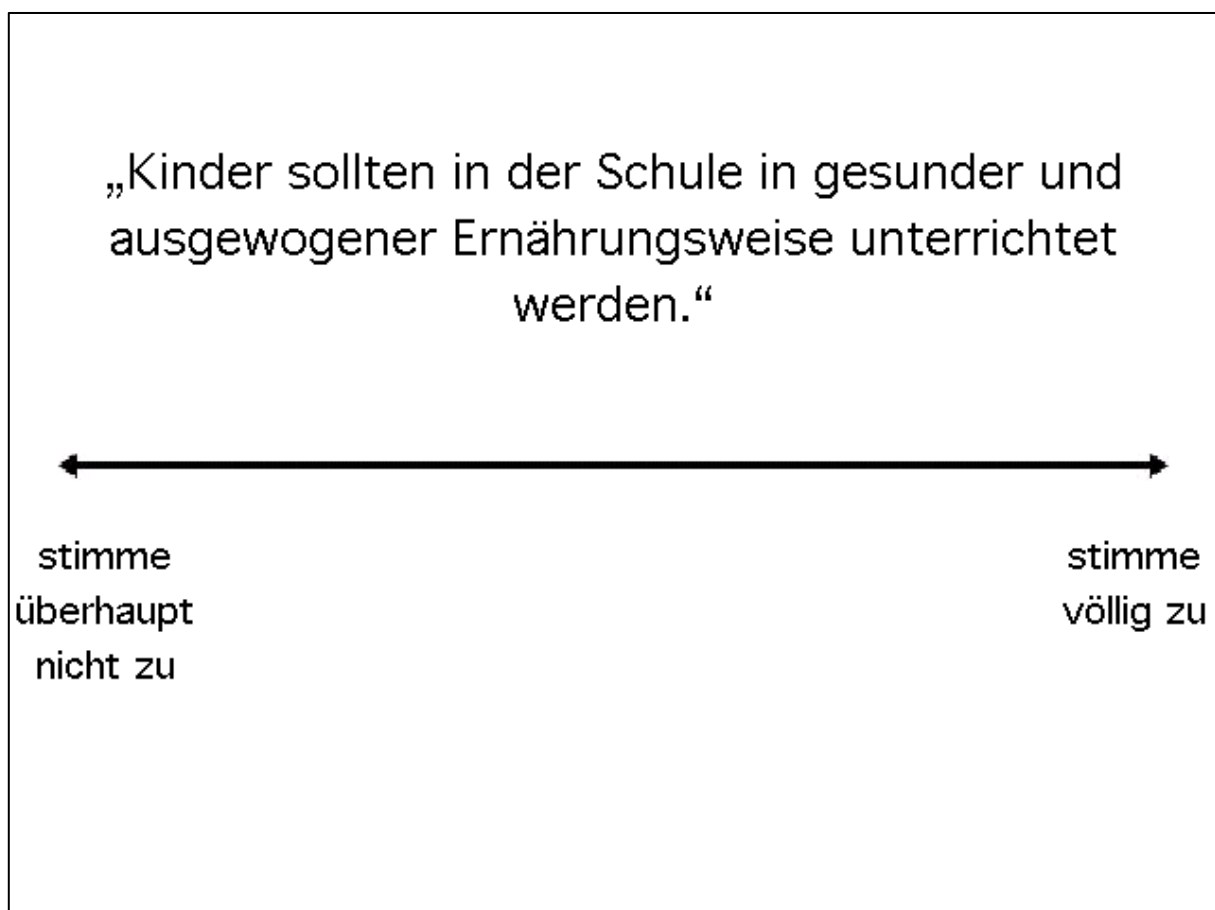 „Kinder sollten in der Schule in gesunder und
ausgewogener Ernährungsweise unterrichtet
werden.“
stimme
überhaupt
nicht zu
stimme
völlig zu